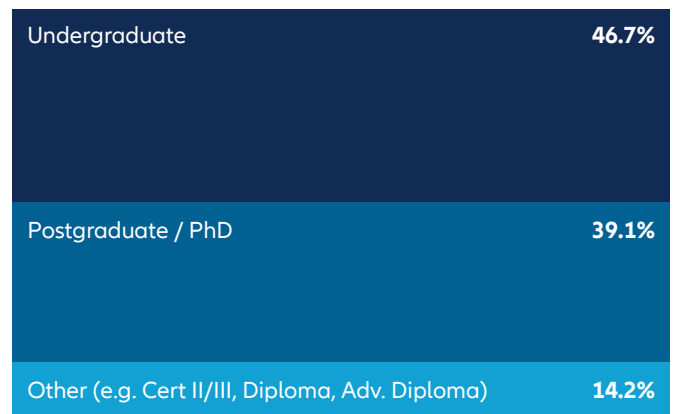 Undergraduate 46.7%
Postgraduate / PhD 39.1%
Other (e.g. Cert II/III, Diploma, Adv. Diploma) 14.2%